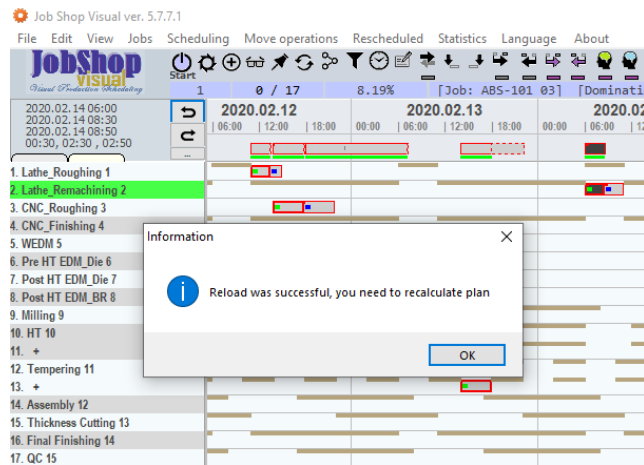 Job Shop Visual ver. 5.7.7.1
File Edit View Jobs Scheduling Move operations Rescheduled Statistics Language About
JobShop
visual
Visual Production Scheduling
Start
1 0 / 17 8.19% [Job: ABS-101 03] [Dominati
2020.02.14 06:00
2020.02.14 08:30
2020.02.14 08:50
00:30, 02:30 , 02:50
...
2020.02.12 2020.02.13 2020.02
06:00 12:00 18:00 00:00 06:00 12:00 18:00 00:00 06:00 12
1. Lathe_Roughing 1
2. Lathe_Remachining 2
3. CNC_Roughing 3
4. CNC_Finishing 4
5. WEDM 5
6. Pre HT EDM_Die 6
7. Post HT EDM_Die 7
8. Post HT EDM_BR 8
9. Milling 9
10. HT 10
11. +
12. Tempering 11
13. +
14. Assembly 12
15. Thickness Cutting 13
16. Final Finishing 14
17. QC 15
Information
Reload was successful, you need to recalculate plan
OK